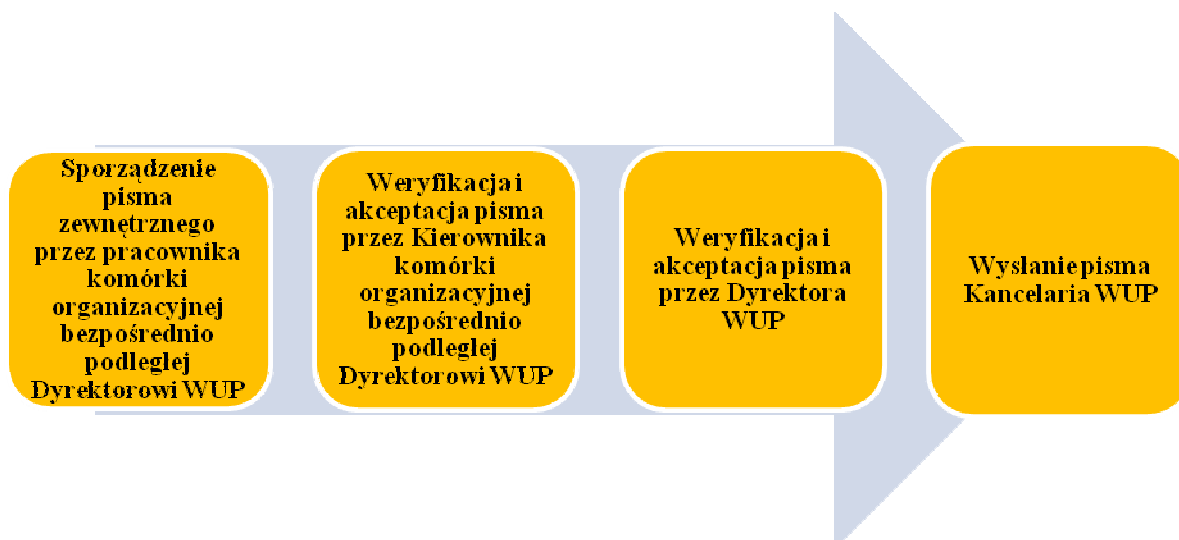 Sporządzenie
pisma
zewnętrznego
przez pracownika
komórki
organizacyjnej
bezpośrednio
podległej
Dyrektorowi WUP
Weryfikacja i
akceptacja pisma
przez Kierownika
komórki
organizacyjnej
bezpośrednio
podległej
Dyrektorowi WUP
Weryfikacja i
akceptacja pisma
przez Dyrektora
WUP
Wysłanie pisma
Kancelaria WUP